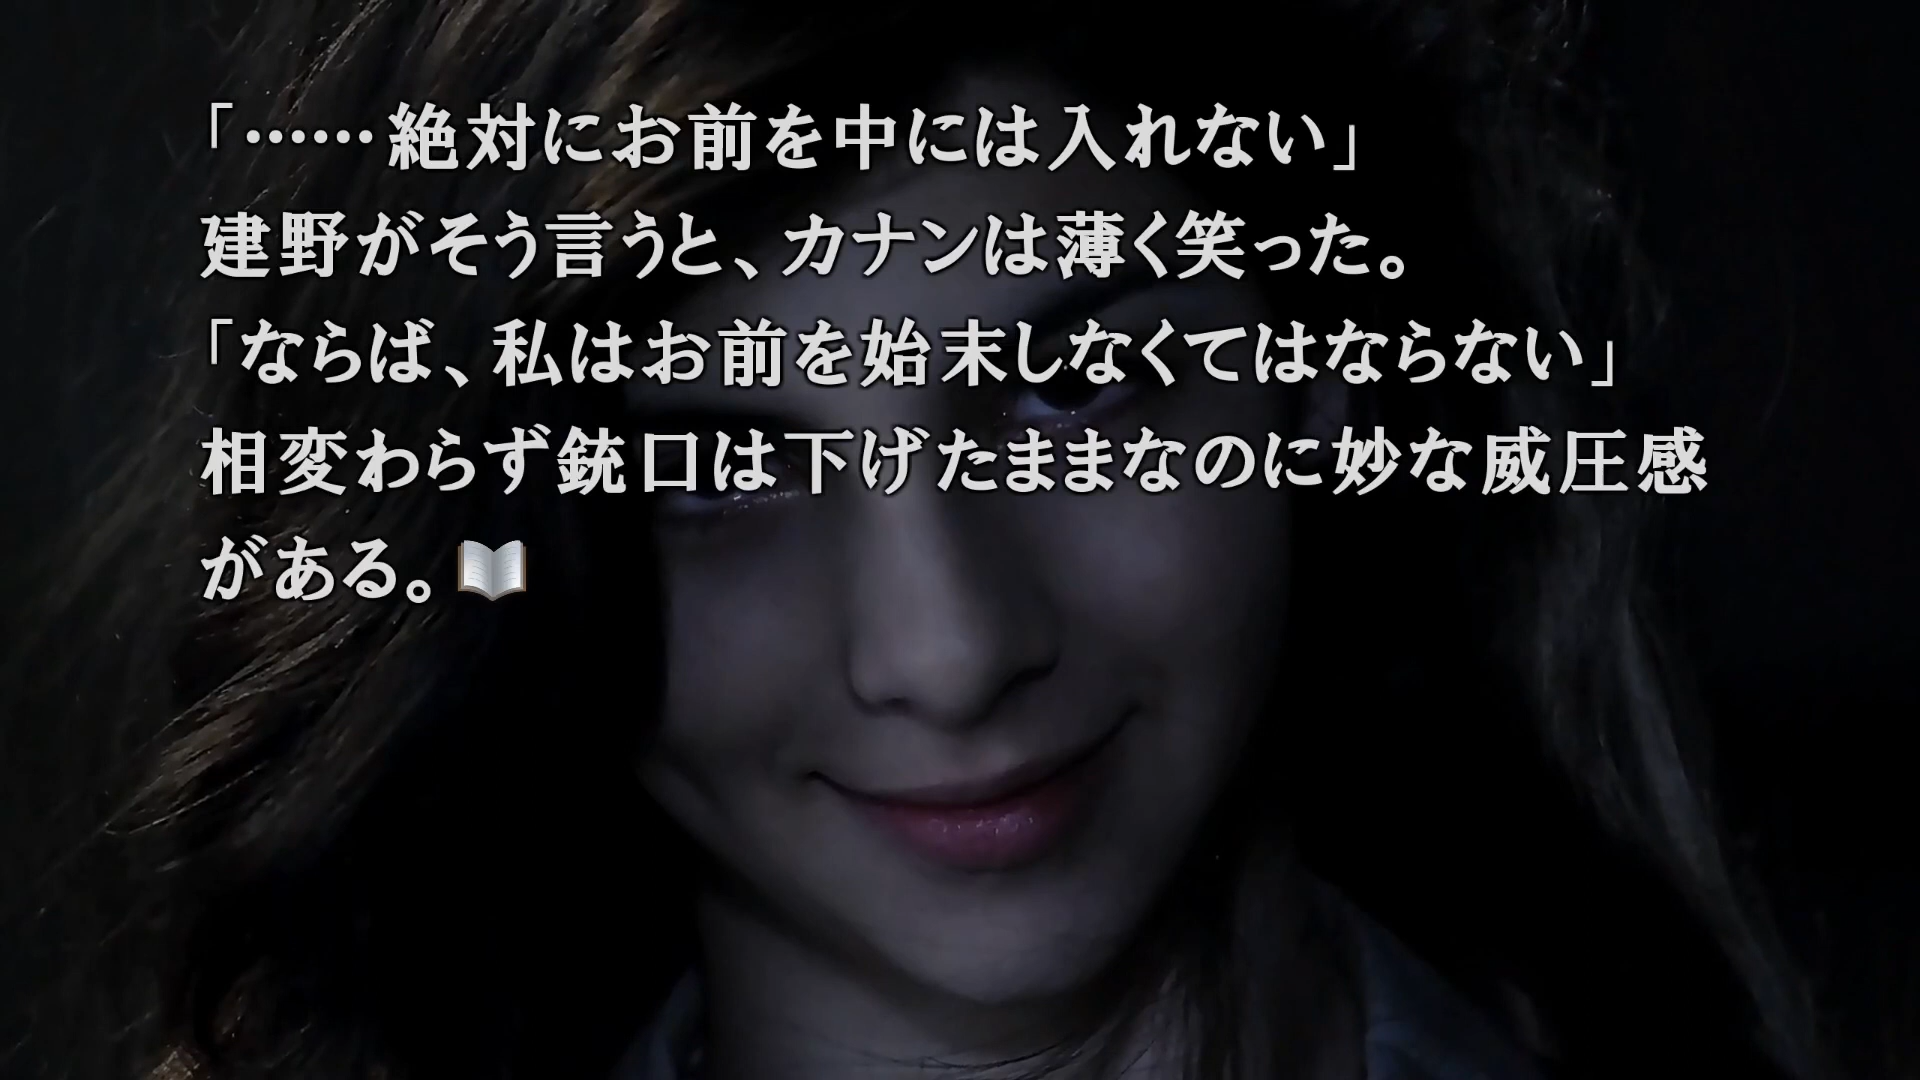 「……絶対にお前を中には入れない」
建野がそう言うと、カナンは薄く笑った。
「ならば、私はお前を始末しなくてはならない」
相変わらず銃口は下げたままなのに妙な威圧感
がある。